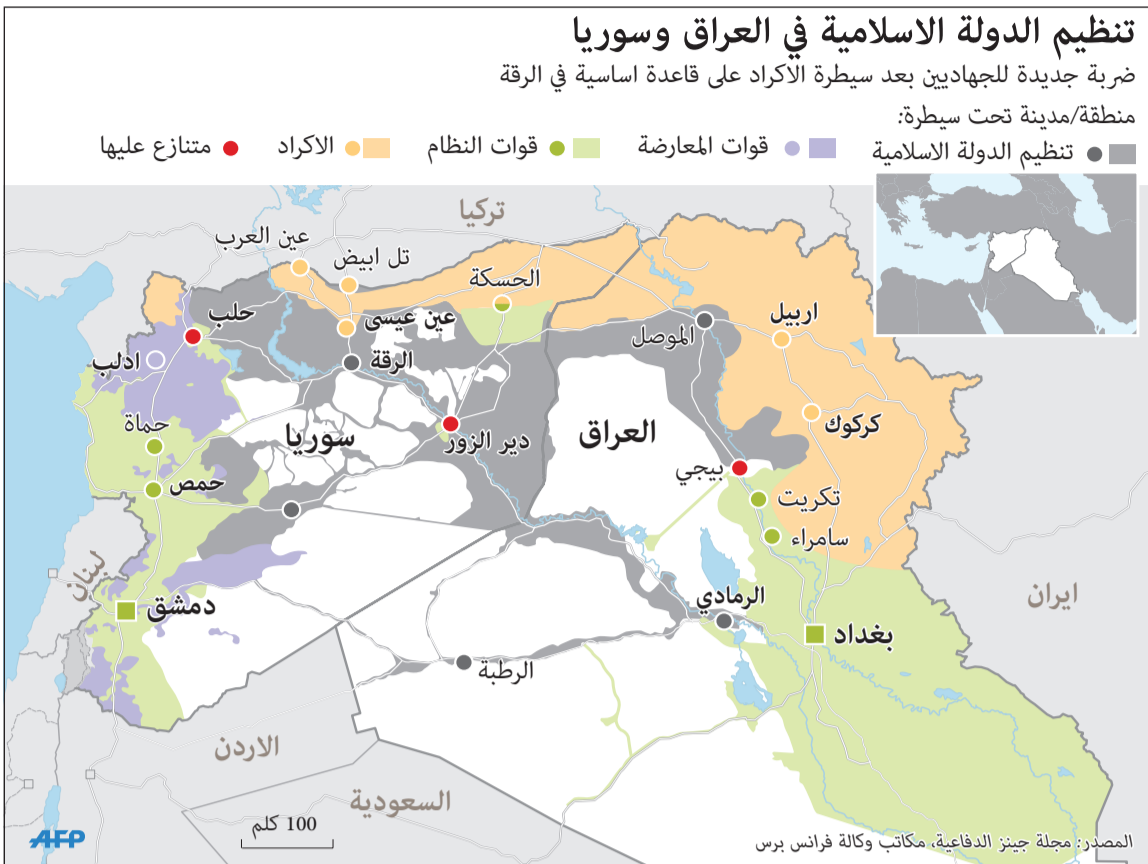 تنظيم الدولة الاسلامية في العراق وسوريا
ضربة جديدة للجهاديين بعد سيطرة الاكراد على قاعدة اساسية في الرقة
منطقة/مدينة تحت سيطرة:
تنظيم الدولة الاسلامية
قوات المعارضة
قوات النظام
الاكراد
متنازع عليها
تركيا
عين العرب
تل ابيض
الحسكة
اربيل
الموصل
حلب
عين عيسى
الرقة
ادلب
كركوك
حماة
سوريا
دير الزور
العراق
بيجي
حمص
تكريت
سامراء
لبنان
ايران
دمشق
الرمادي
بغداد
الرطبة
الاردن
السعودية
100 كلم
AFP
المصدر: مجلة جينز الدفاعية، مكاتب وكالة فرانس برس